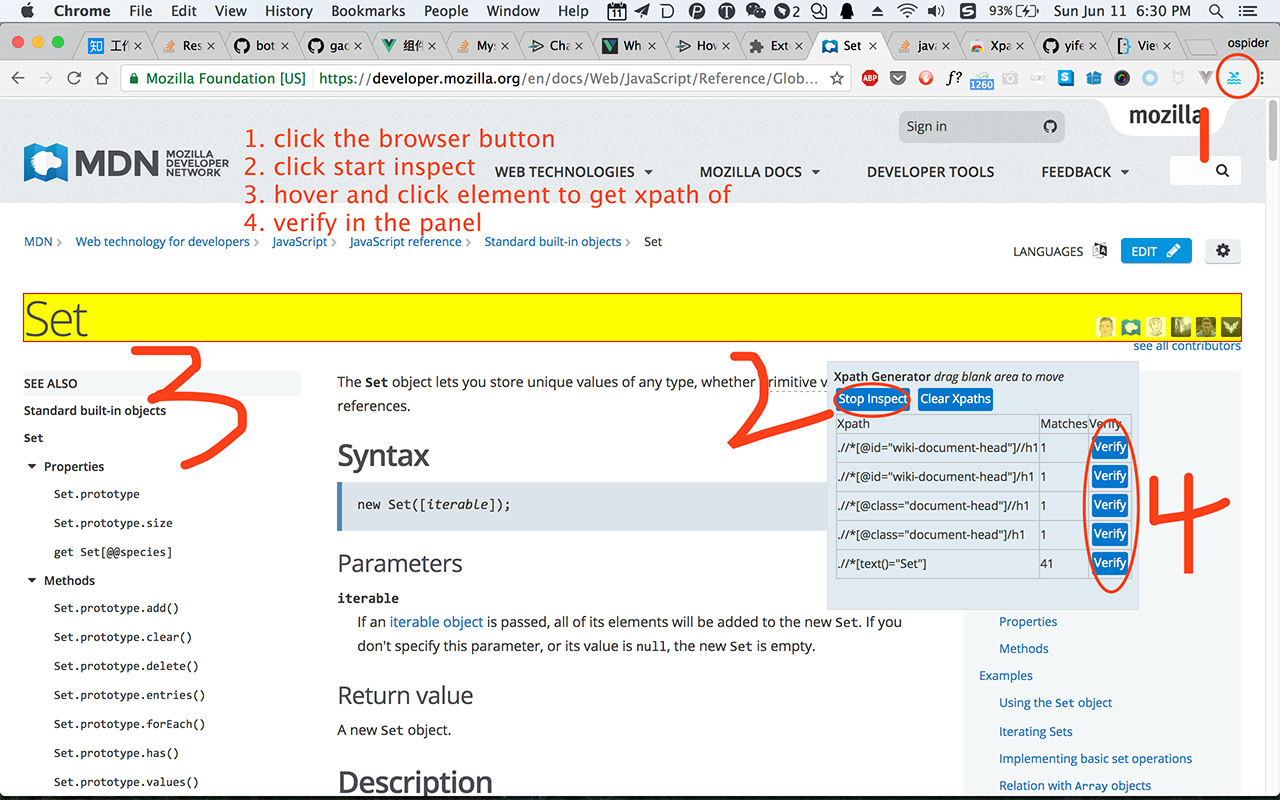 Chrome File Edit View History Bookmarks People Window Help 11 2 93% Sun Jun 11 6:30 PM
知 工作 Res bot gac 组件 Mys Cha Wh Hov Ext Set java Xpa yife View ospider
Mozilla Foundation [US] https://developer.mozilla.org/en/docs/Web/JavaScript/Reference/Glob... ABP f? 1260
Sign in
mozilla
1
MDN MOZILLA DEVELOPER NETWORK
WEB TECHNOLOGIES MOZILLA DOCS DEVELOPER TOOLS FEEDBACK
1. click the browser button
2. click start inspect
3. hover and click element to get xpath of
4. verify in the panel
MDN Web technology for developers JavaScript JavaScript reference Standard built-in objects Set
LANGUAGES EDIT
Set
see all contributors
3
SEE ALSO
Standard built-in objects
Set
Properties
Set.prototype
Set.prototype.size
get Set[@@species]
Methods
Set.prototype.add()
Set.prototype.clear()
Set.prototype.delete()
Set.prototype.entries()
Set.prototype.forEach()
Set.prototype.has()
Set.prototype.values()
The Set object lets you store unique values of any type, whether primitive v
references.
Syntax
new Set([iterable]);
Parameters
iterable
If an iterable object is passed, all of its elements will be added to the new Set. If you
don't specify this parameter, or its value is null, the new Set is empty.
Return value
A new Set object.
Description
2
Xpath Generator drag blank area to move
Stop Inspect Clear Xpaths
Xpath Matches Verify
.//*[@id="wiki-document-head"]//h1 1 Verify
.//*[@id="wiki-document-head"]/h1 1 Verify
.//*[@class="document-head"]//h1 1 Verify
.//*[@class="document-head"]/h1 1 Verify
.//*[text()="Set"] 41 Verify
4
Properties
Methods
Examples
Using the Set object
Iterating Sets
Implementing basic set operations
Relation with Array objects